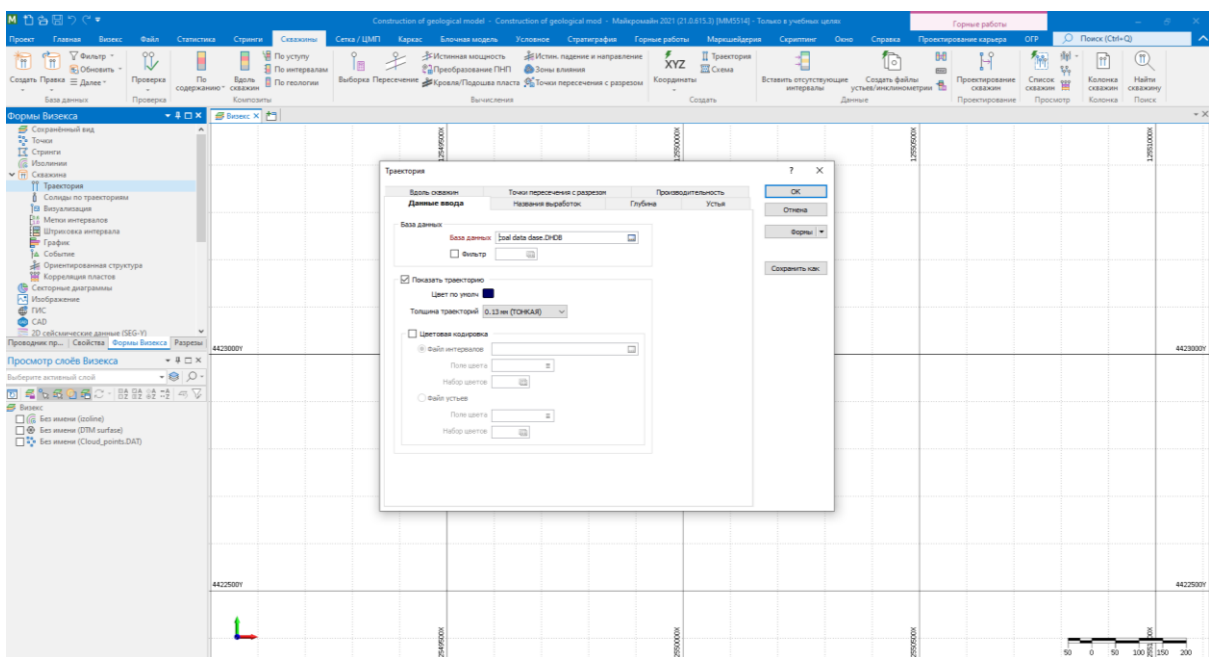 Construction of geological model - Construction of geological mod - Майкромайн 2021 (21.0.615.3) [MM5514] - Только в учебных целях
Горные работы
Проект Главная Визекс Файл Статистика Стринги Скважины Сетка / ЦМП Каркас Блочная модель Условное Стратиграфия Горные работы Маркшейдерия Скриптинг Окно Справка Проектирование карьера ОГР Поиск (Ctrl+Q)
Создать Правка Фильтр Обновить Далее
База данных
Проверка
Проверка
По содержанию
Вдоль скважин
По уступу
По интервалам
По геологии
Композиты
Выборка Пересечение
Истинная мощность
Преобразование ПНП
Кровля/Подошва пласта
Истин. падение и направление
Зоны влияния
Точки пересечения с разрезом
Вычисления
XYZ
Координаты
Траектория
Схема
Создать
Вставить отсутствующие интервалы
Создать файлы устьев/инклинометрии
Данные
Проектирование скважин
Проектирование
Список скважин
Просмотр
Колонка скважин
Колонка
Найти скважину
Поиск
Формы Визекса
Сохранённый вид
Точки
Стринги
Изолинии
Скважина
Траектория
Солиды по траекториям
Визуализация
Метки интервалов
Штриховка интервала
График
Событие
Ориентированная структура
Корреляция пластов
Секторные диаграммы
Изображение
ГИС
CAD
2D сейсмические данные (SEG-Y)
Проводник пр... Свойства Формы Визекса Разрезы
Просмотр слоёв Визекса
Выберите активный слой
Визекс
Без имени (izoline)
Без имени (DTM surface)
Без имени (Cloud_points.DAT)
Визекс
12549500X
12550000X
12550500X
12551000X
Траектория
? X
Вдоль скважин Точки пересечения с разрезом Производительность
Данные ввода Названия выработок Глубина Устья
База данных
База данных coal data dase.DHDB
Фильтр
Показать траекторию
Цвет по умолч
Толщина траекторий 0.13 мм (ТОНКАЯ)
Цветовая кодировка
Файл интервалов
Поле цвета
Набор цветов
Файл устьев
Поле цвета
Набор цветов
OK
Отмена
Формы
Сохранить как
4423000Y
4423000Y
4422500Y
4422500Y
12549500X
12550000X
12550500X
50 0 50 100 150 200